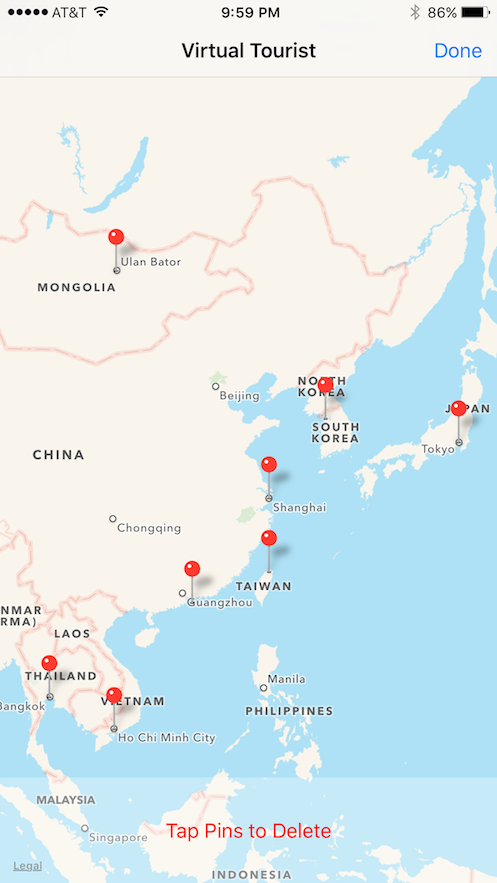 AT&T 9:59 PM 86%
Virtual Tourist Done
Ulan Bator
MONGOLIA
NORTH
KOREA
Beijing
JAPAN
SOUTH
KOREA
Tokyo
CHINA
Shanghai
Chongqing
TAIWAN
Guangzhou
NMAR
RMA)
LAOS
THAILAND
Manila
VIETNAM
Bangkok
PHILIPPINES
Ho Chi Minh City
MALAYSIA
Tap Pins to Delete
Singapore
Legal
INDONESIA